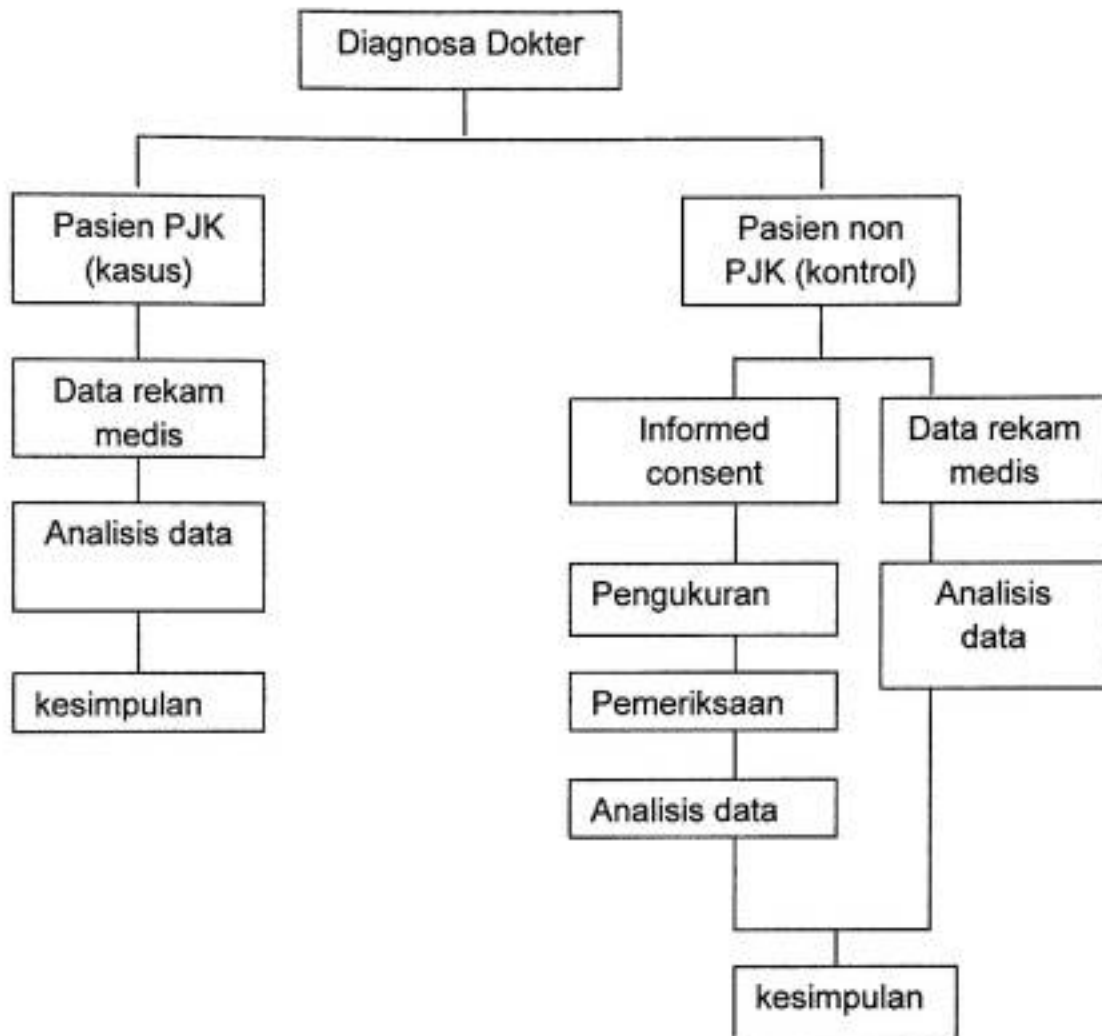 Diagnosa Dokter
Pasien PJK
(kasus)
Data rekam
medis
Analisis data
kesimpulan
Pasien non
PJK (kontrol)
Informed
consent
Pengukuran
Pemeriksaan
Analisis data
Data rekam
medis
Analisis
data
kesimpulan